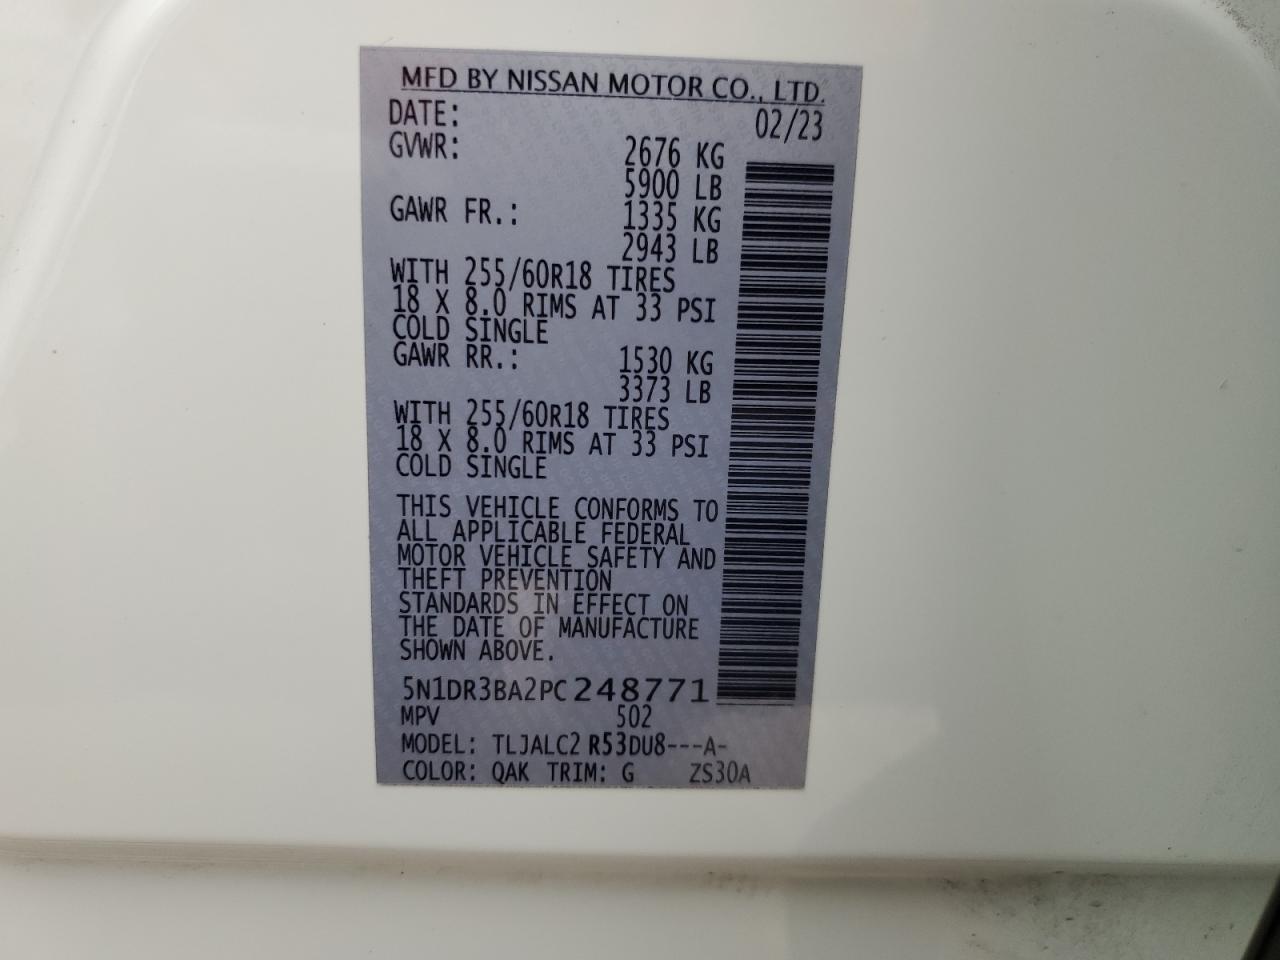 MFD BY NISSAN MOTOR CO., LTD.
DATE: 02/23
GVWR: 2676 KG
5900 LB
GAWR FR.: 1335 KG
2943 LB
WITH 255/60R18 TIRES
18 X 8.0 RIMS AT 33 PSI
COLD SINGLE
GAWR RR.: 1530 KG
3373 LB
WITH 255/60R18 TIRES
18 X 8.0 RIMS AT 33 PSI
COLD SINGLE
THIS VEHICLE CONFORMS TO
ALL APPLICABLE FEDERAL
MOTOR VEHICLE SAFETY AND
THEFT PREVENTION
STANDARDS IN EFFECT ON
THE DATE OF MANUFACTURE
SHOWN ABOVE.
5N1DR3BA2PC248771
MPV 502
MODEL: TLJALC2 R53DU8---A-
COLOR: QAK TRIM: G ZS30A